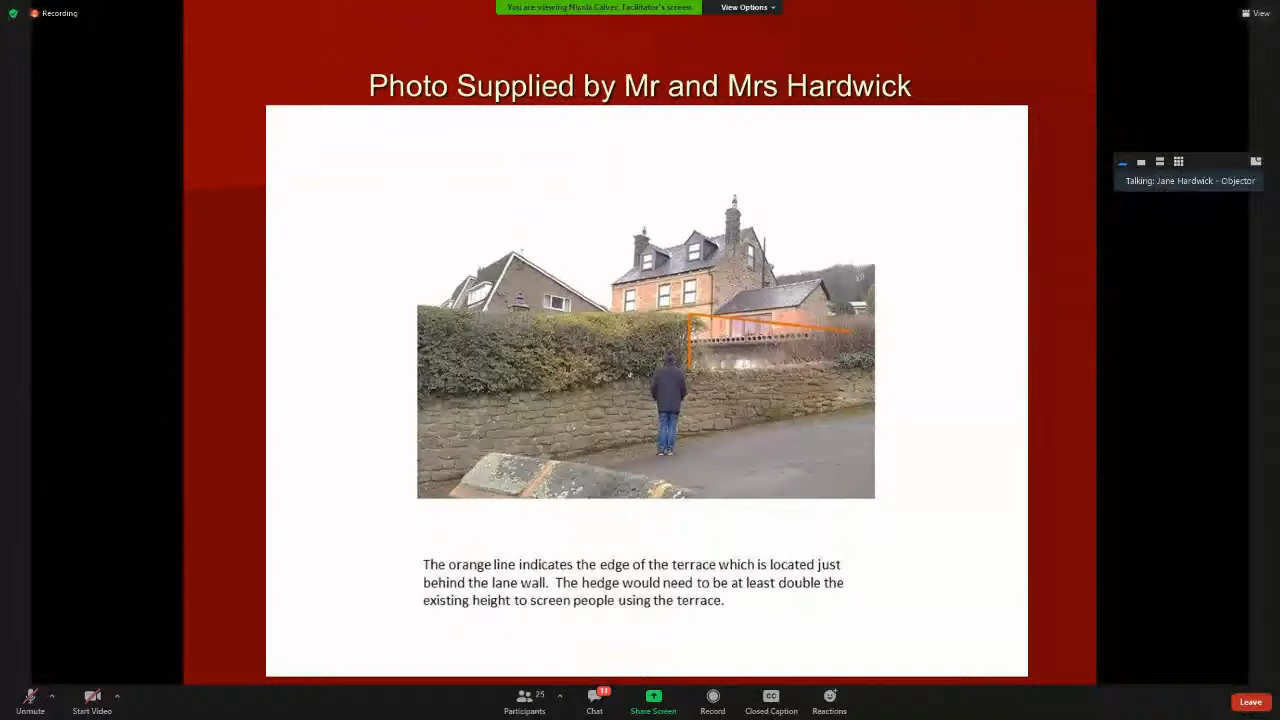 Recording
You are viewing Nicola Calver, Facilitator's screen
View Options
View
Photo Supplied by Mr and Mrs Hardwick
Talking: Jane Hardwick - Objector
The orange line indicates the edge of the terrace which is located just
behind the lane wall. The hedge would need to be at least double the
existing height to screen people using the terrace.
Unmute
Start Video
Participants
25
Chat
11
Share Screen
Record
CC
Closed Caption
Reactions
Leave